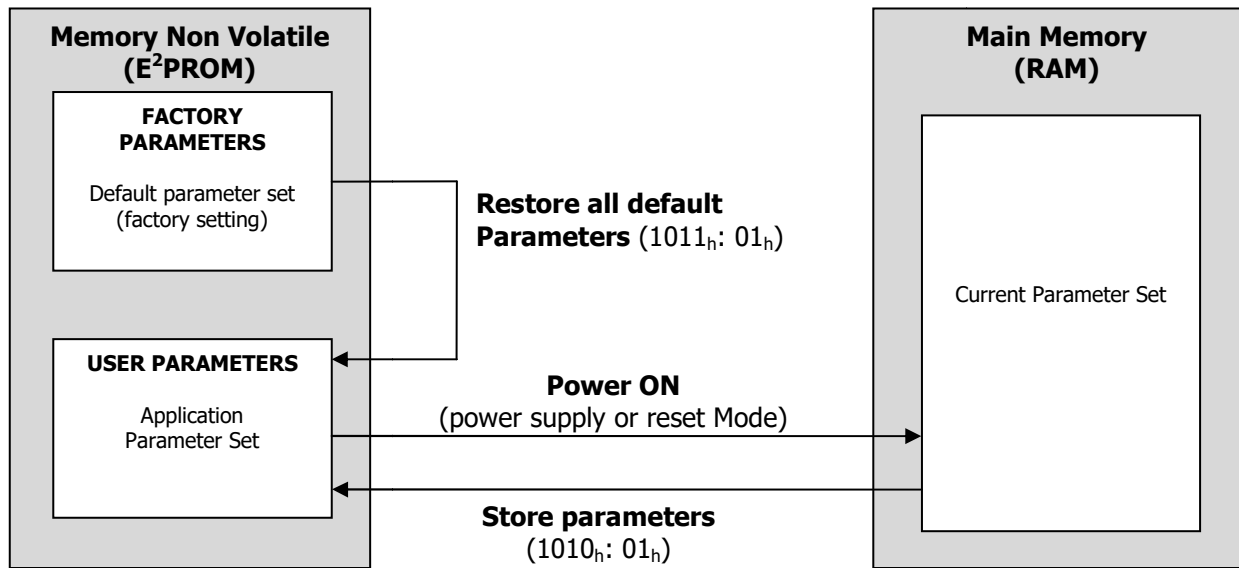 Memory Non Volatile
(E²PROM)
FACTORY
PARAMETERS
Default parameter set
(factory setting)
Restore all default
Parameters (1011ₕ: 01ₕ)
USER PARAMETERS
Application
Parameter Set
Power ON
(power supply or reset Mode)
Store parameters
(1010ₕ: 01ₕ)
Main Memory
(RAM)
Current Parameter Set